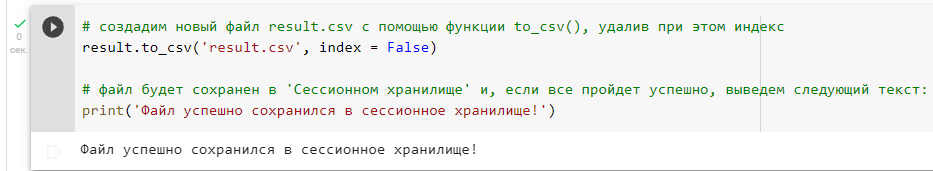 # создадим новый файл result.csv с помощью функции to_csv(), удалив при этом индекс
0
сек.
result.to_csv('result.csv', index = False)
# файл будет сохранен в 'Сессионном хранилище' и, если все пройдет успешно, выведем следующий текст:
print('Файл успешно сохранился в сессионное хранилище!')
Файл успешно сохранился в сессионное хранилище!